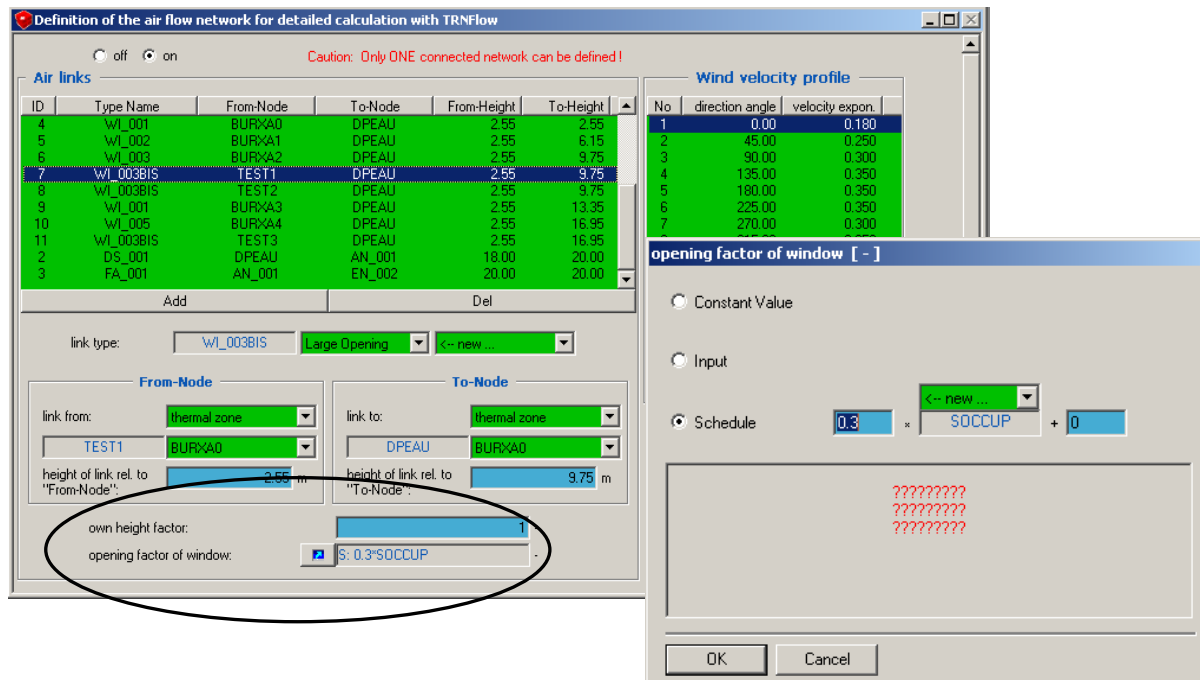 Definition of the air flow network for detailed calculation with TRNFlow
off on Caution: Only ONE connected network can be defined !
Air links
ID Type Name From-Node To-Node From-Height To-Height
4 WI_001 BURXA0 DPEAU 2.55 2.55
5 WI_002 BURXA1 DPEAU 2.55 6.15
6 WI_003 BURXA2 DPEAU 2.55 9.75
7 WI_003BIS TEST1 DPEAU 2.55 9.75
8 WI_003BIS TEST2 DPEAU 2.55 9.75
9 WI_001 BURXA3 DPEAU 2.55 13.35
10 WI_005 BURXA4 DPEAU 2.55 16.95
11 WI_003BIS TEST3 DPEAU 2.55 16.95
2 DS_001 DPEAU AN_001 18.00 20.00
3 FA_001 AN_001 EN_002 20.00 20.00
Add Del
link type: WI_003BIS Large Opening <-- new ...
From-Node
link from: thermal zone
TEST1 BURXA0
height of link rel. to
"From-Node": 2.55 m
To-Node
link to: thermal zone
DPEAU BURXA0
height of link rel. to
"To-Node": 9.75 m
own height factor: 1 -
opening factor of window: S: 0.3*SOCCUP -
Wind velocity profile
No direction angle velocity expon.
1 0.00 0.180
2 45.00 0.250
3 90.00 0.300
4 135.00 0.350
5 180.00 0.350
6 225.00 0.350
7 270.00 0.300
opening factor of window [ - ]
Constant Value
Input
<-- new ...
Schedule 0.3 × SOCCUP + 0
?????????
?????????
?????????
OK Cancel